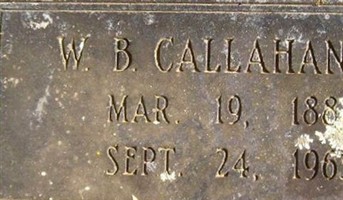 W. B. CALLAHAN
MAR. 19, 188
SEPT. 24, 196